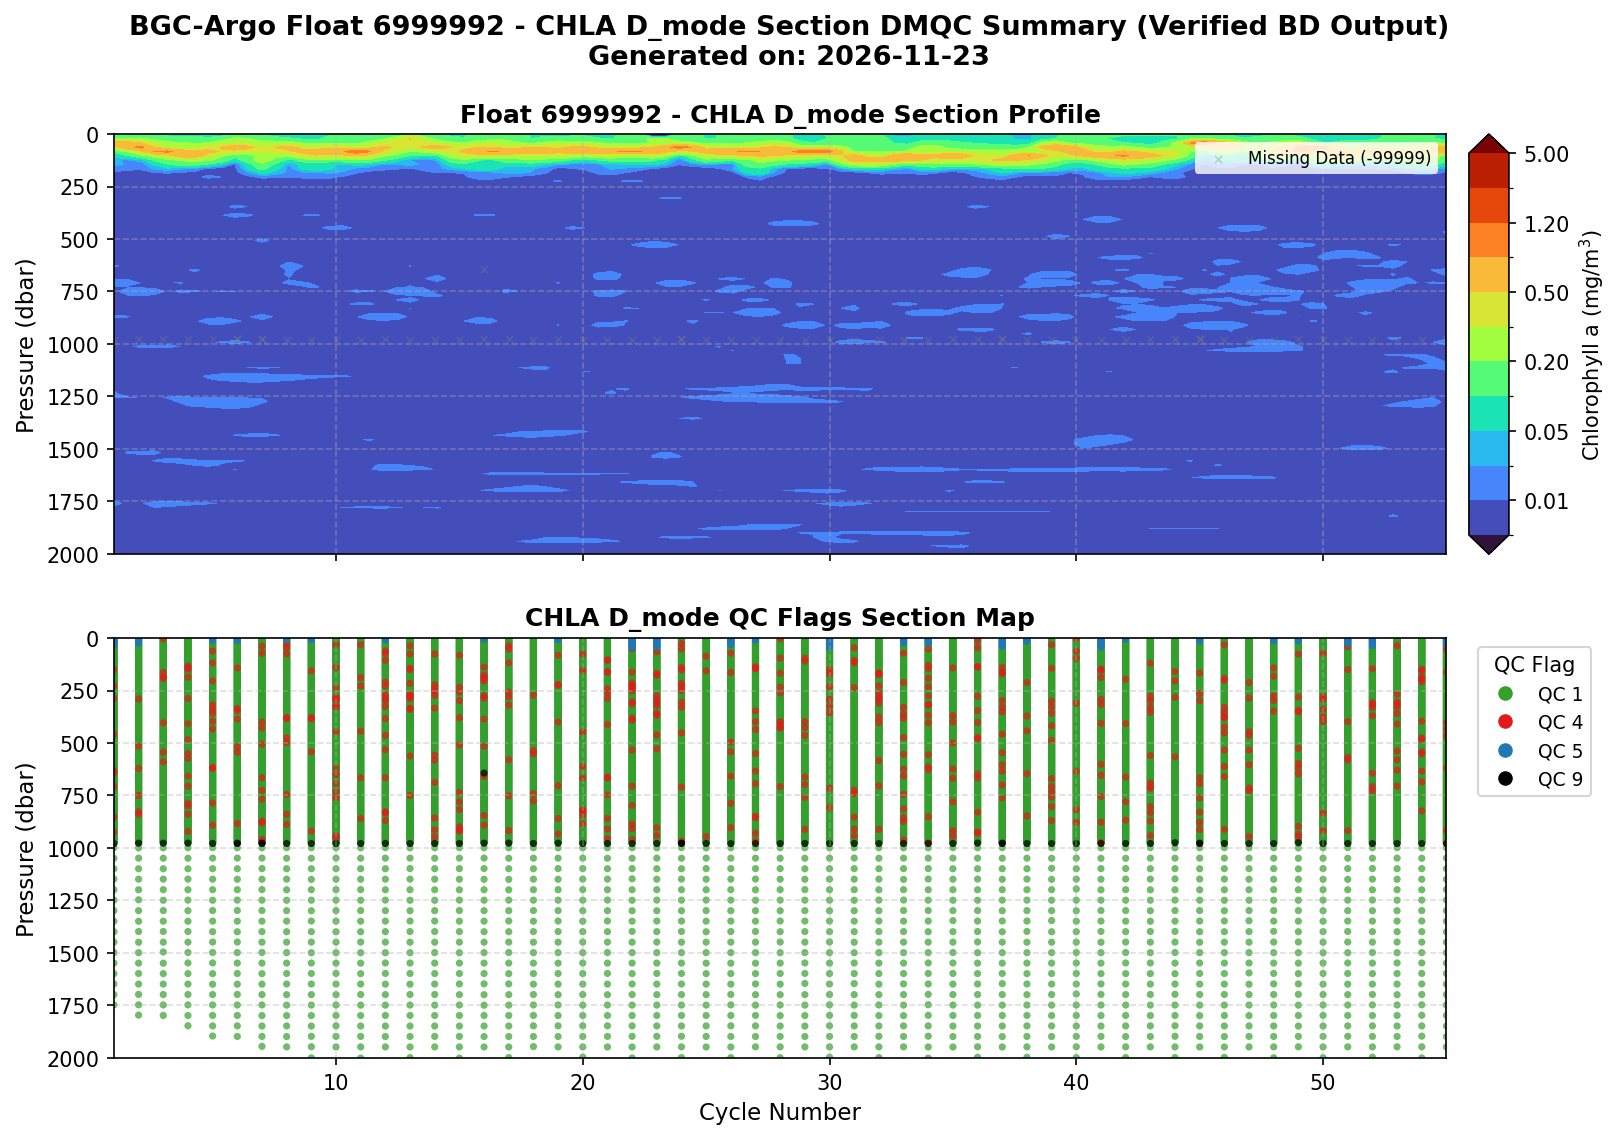 BGC-Argo Float 6999992 - CHLA D_mode Section DMQC Summary (Verified BD Output)
Generated on: 2026-11-23
Float 6999992 - CHLA D_mode Section Profile
0
250
500
750
1000
1250
1500
1750
2000
Pressure (dbar)
Missing Data (-99999)
5.00
1.20
0.50
0.20
0.05
0.01
Chlorophyll a (mg/m³)
CHLA D_mode QC Flags Section Map
0
250
500
750
1000
1250
1500
1750
2000
Pressure (dbar)
QC Flag
QC 1
QC 4
QC 5
QC 9
10
20
30
40
50
Cycle Number